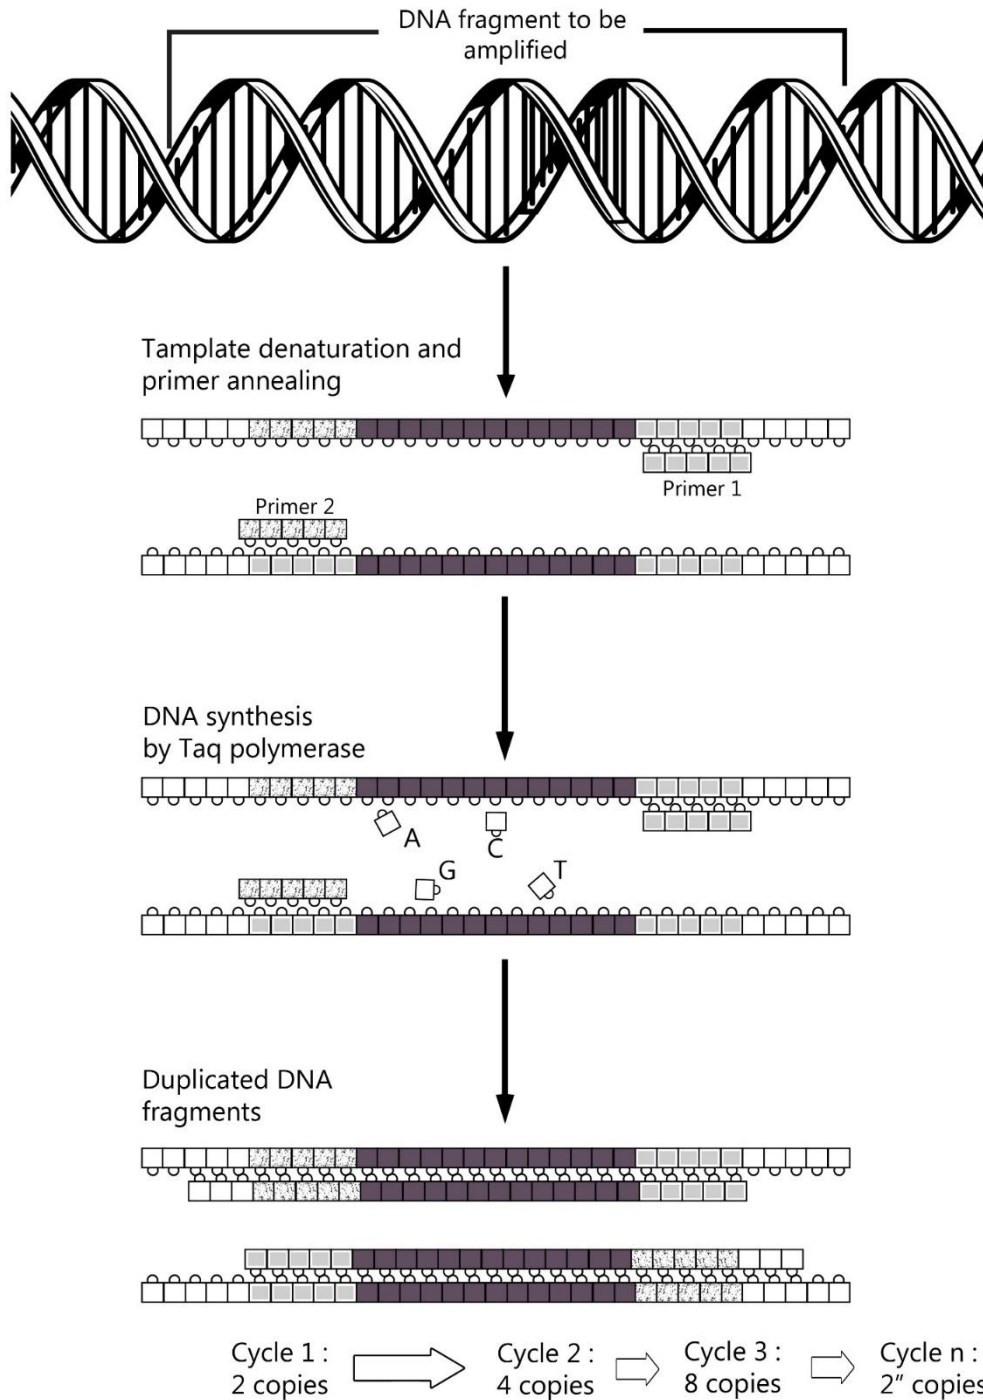 DNA fragment to be
amplified
Tamplate denaturation and
primer annealing
Primer 1
Primer 2
DNA synthesis
by Taq polymerase
A
C
G
T
Duplicated DNA
fragments
Cycle 1 :
2 copies
Cycle 2 :
4 copies
Cycle 3 :
8 copies
Cycle n :
2″ copies